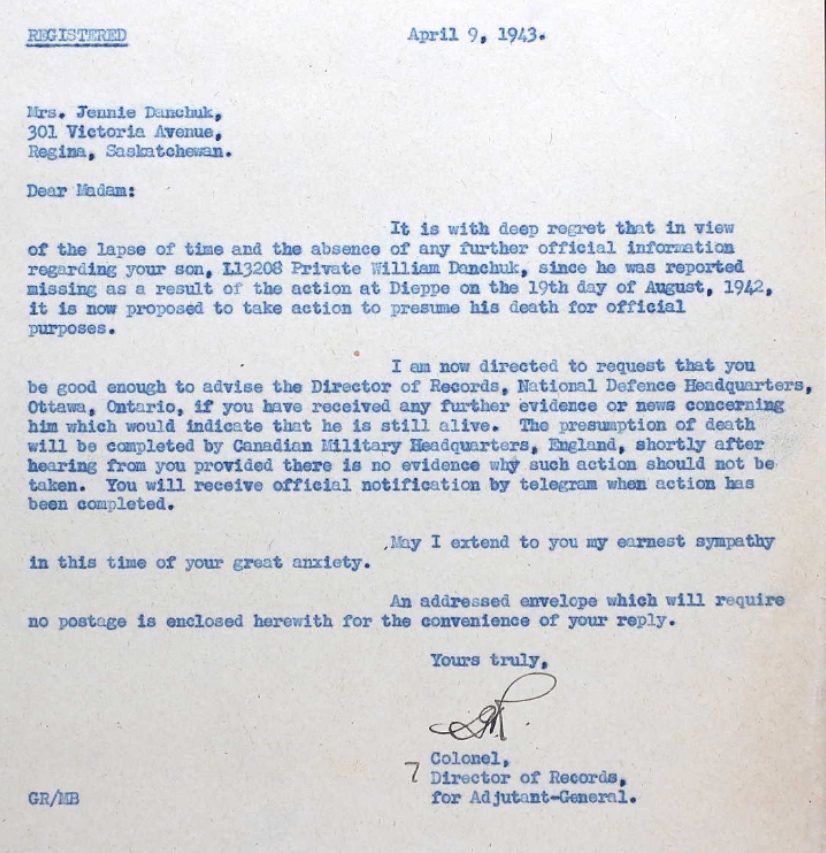 REGISTERED
April 9, 1943.
Mrs. Jennie Danchuk,
301 Victoria Avenue,
Regina, Saskatchewan.
Dear Madam:
It is with deep regret that in view
of the lapse of time and the absence of any further official information
regarding your son, L13208 Private William Danchuk, since he was reported
missing as a result of the action at Dieppe on the 19th day of August, 1942,
it is now proposed to take action to presume his death for official
purposes.
I am now directed to request that you
be good enough to advise the Director of Records, National Defence Headquarters,
Ottawa, Ontario, if you have received any further evidence or news concerning
him which would indicate that he is still alive. The presumption of death
will be completed by Canadian Military Headquarters, England, shortly after
hearing from you provided there is no evidence why such action should not be
taken. You will receive official notification by telegram when action has
been completed.
May I extend to you my earnest sympathy
in this time of your great anxiety.
An addressed envelope which will require
no postage is enclosed herewith for the convenience of your reply.
Yours truly,
Colonel,
7 Director of Records,
for Adjutant-General.
GR/MB